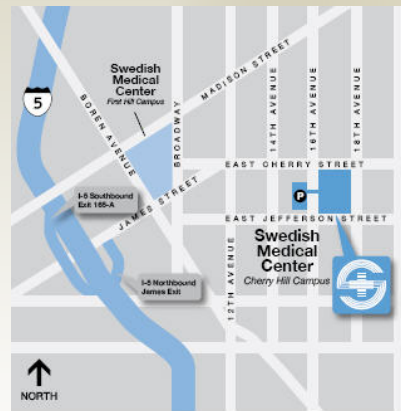 5
Swedish
Medical
Center
First Hill Campus
MADISON STREET
BOREN AVENUE
BROADWAY
14TH AVENUE
16TH AVENUE
18TH AVENUE
EAST CHERRY STREET
P
I-5 Southbound
Exit 165-A
JAMES STREET
EAST JEFFERSON STREET
Swedish
Medical
Center
Cherry Hill Campus
I-5 Northbound
James Exit
12TH AVENUE
NORTH